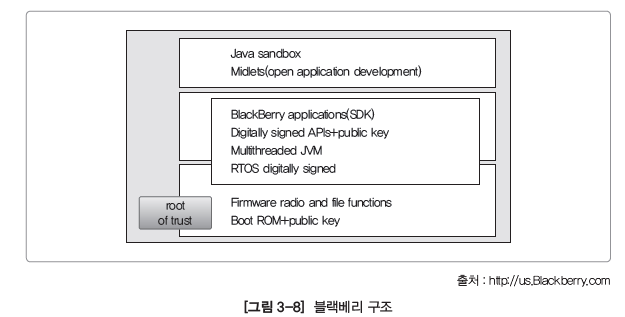 Java sandbox
Midlets(open application development)
BlackBerry applications(SDK)
Digitally signed APIs+public key
Multithreaded JVM
RTOS digitally signed
root
of trust
Firmware radio and file functions
Boot ROM+public key
출처 : http://us.Blackberry.com
[그림 3-8] 블랙베리 구조